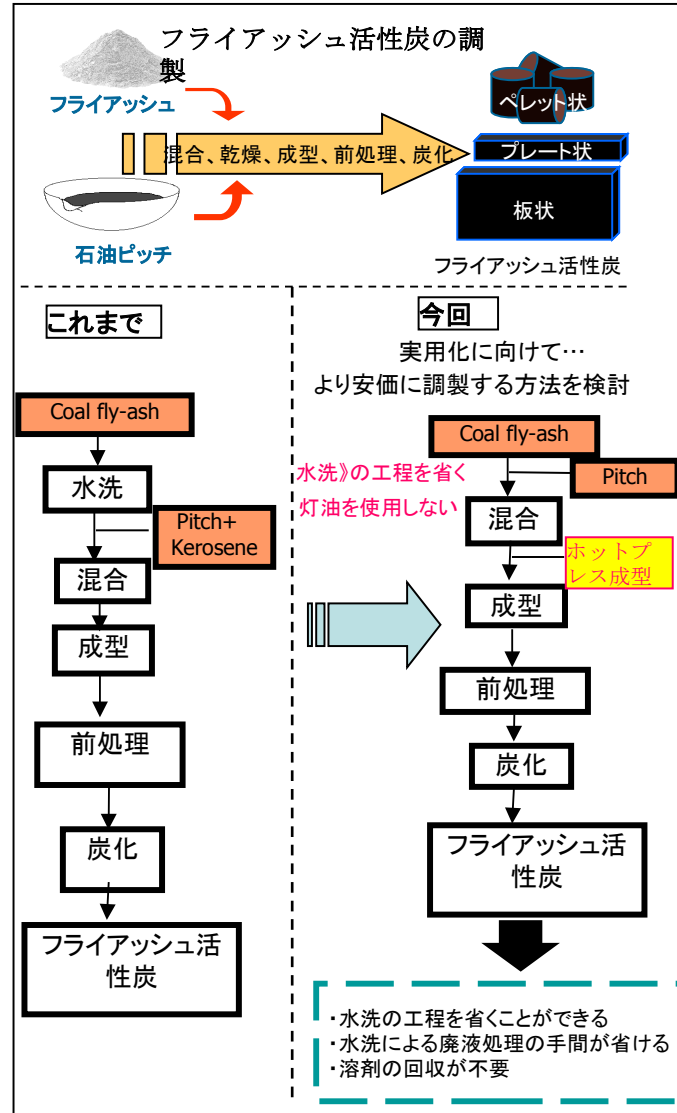 フライアッシュ活性炭の調
製
フライアッシュ
石油ピッチ
混合、乾燥、成型、前処理、炭化
ペレット状
プレート状
板状
フライアッシュ活性炭
これまで
Coal fly-ash
水洗
Pitch+
Kerosene
混合
成型
前処理
炭化
フライアッシュ活
性炭
今回
実用化に向けて…
より安価に調製する方法を検討
Coal fly-ash
水洗》の工程を省く
灯油を使用しない
Pitch
混合
ホットプ
レス成型
成型
前処理
炭化
フライアッシュ活
性炭
・水洗の工程を省くことができる
・水洗による廃液処理の手間が省ける
・溶剤の回収が不要